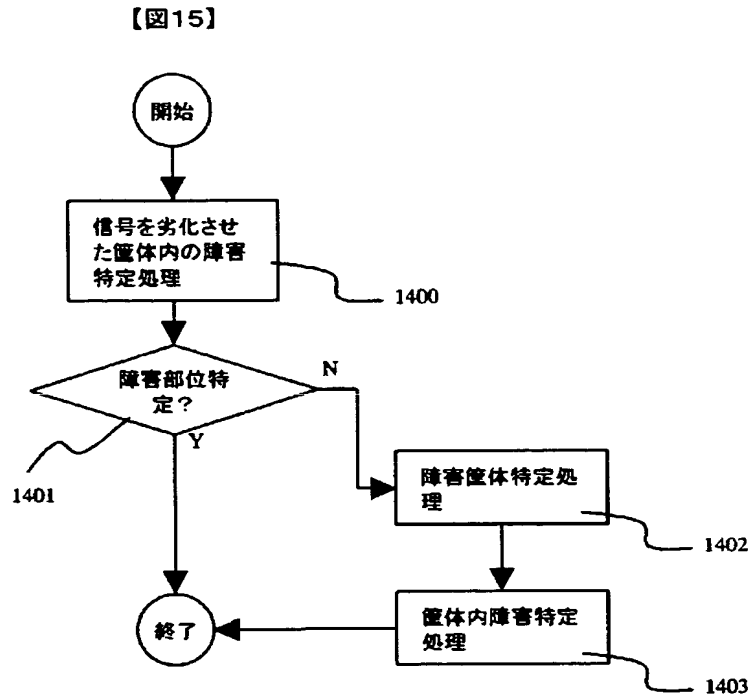 【図15】
開始
信号を劣化させ
た筐体内の障害
特定処理
1400
障害部位特
定？
N
Y
1401
障害筐体特定処
理
1402
筐体内障害特定
処理
1403
終了